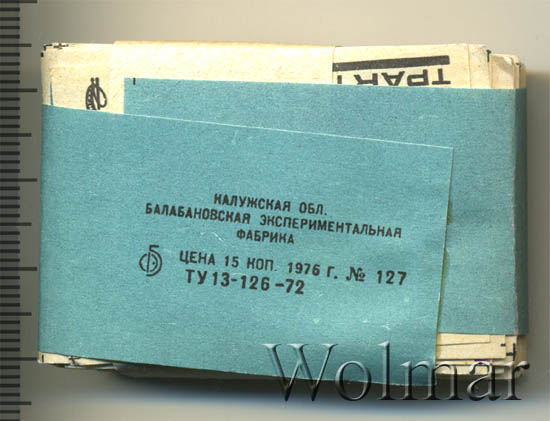 ТРАК
КАЛУЖСКАЯ ОБЛ.
БАЛАБАНОВСКАЯ ЭКСПЕРИМЕНТАЛЬНАЯ
ФАБРИКА
ЦЕНА 15 КОП. 1976 Г. № 127
ТУ 13-126-72
Wolmar